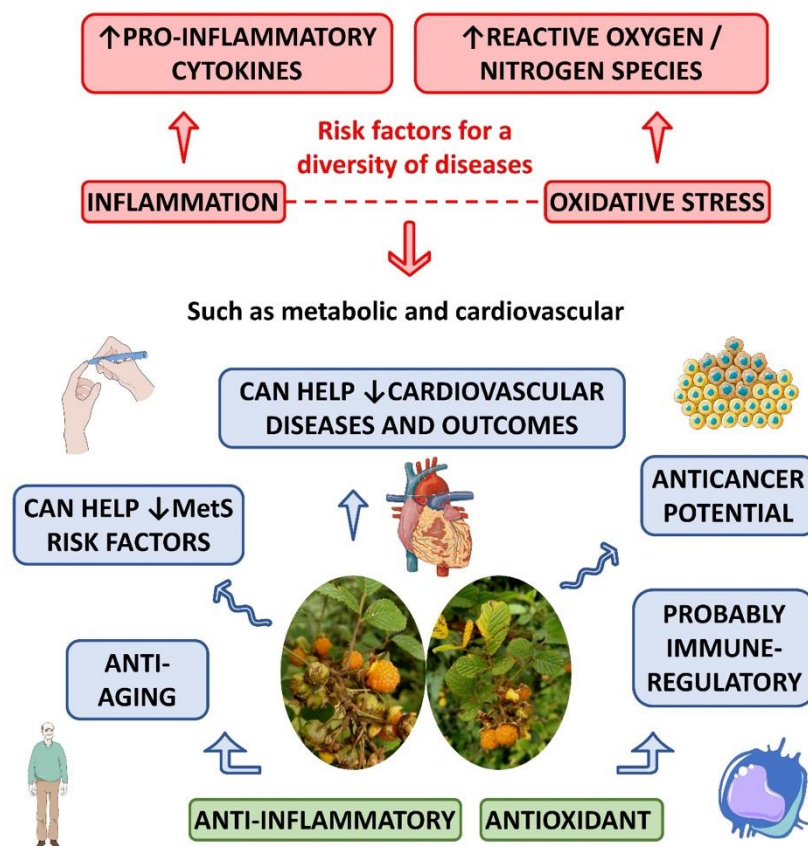 ↑PRO-INFLAMMATORY
CYTOKINES
↑REACTIVE OXYGEN /
NITROGEN SPECIES
Risk factors for a
diversity of diseases
INFLAMMATION
OXIDATIVE STRESS
Such as metabolic and cardiovascular
CAN HELP ↓CARDIOVASCULAR
DISEASES AND OUTCOMES
CAN HELP ↓MetS
RISK FACTORS
ANTICANCER
POTENTIAL
ANTI-
AGING
PROBABLY
IMMUNE-
REGULATORY
ANTI-INFLAMMATORY
ANTIOXIDANT